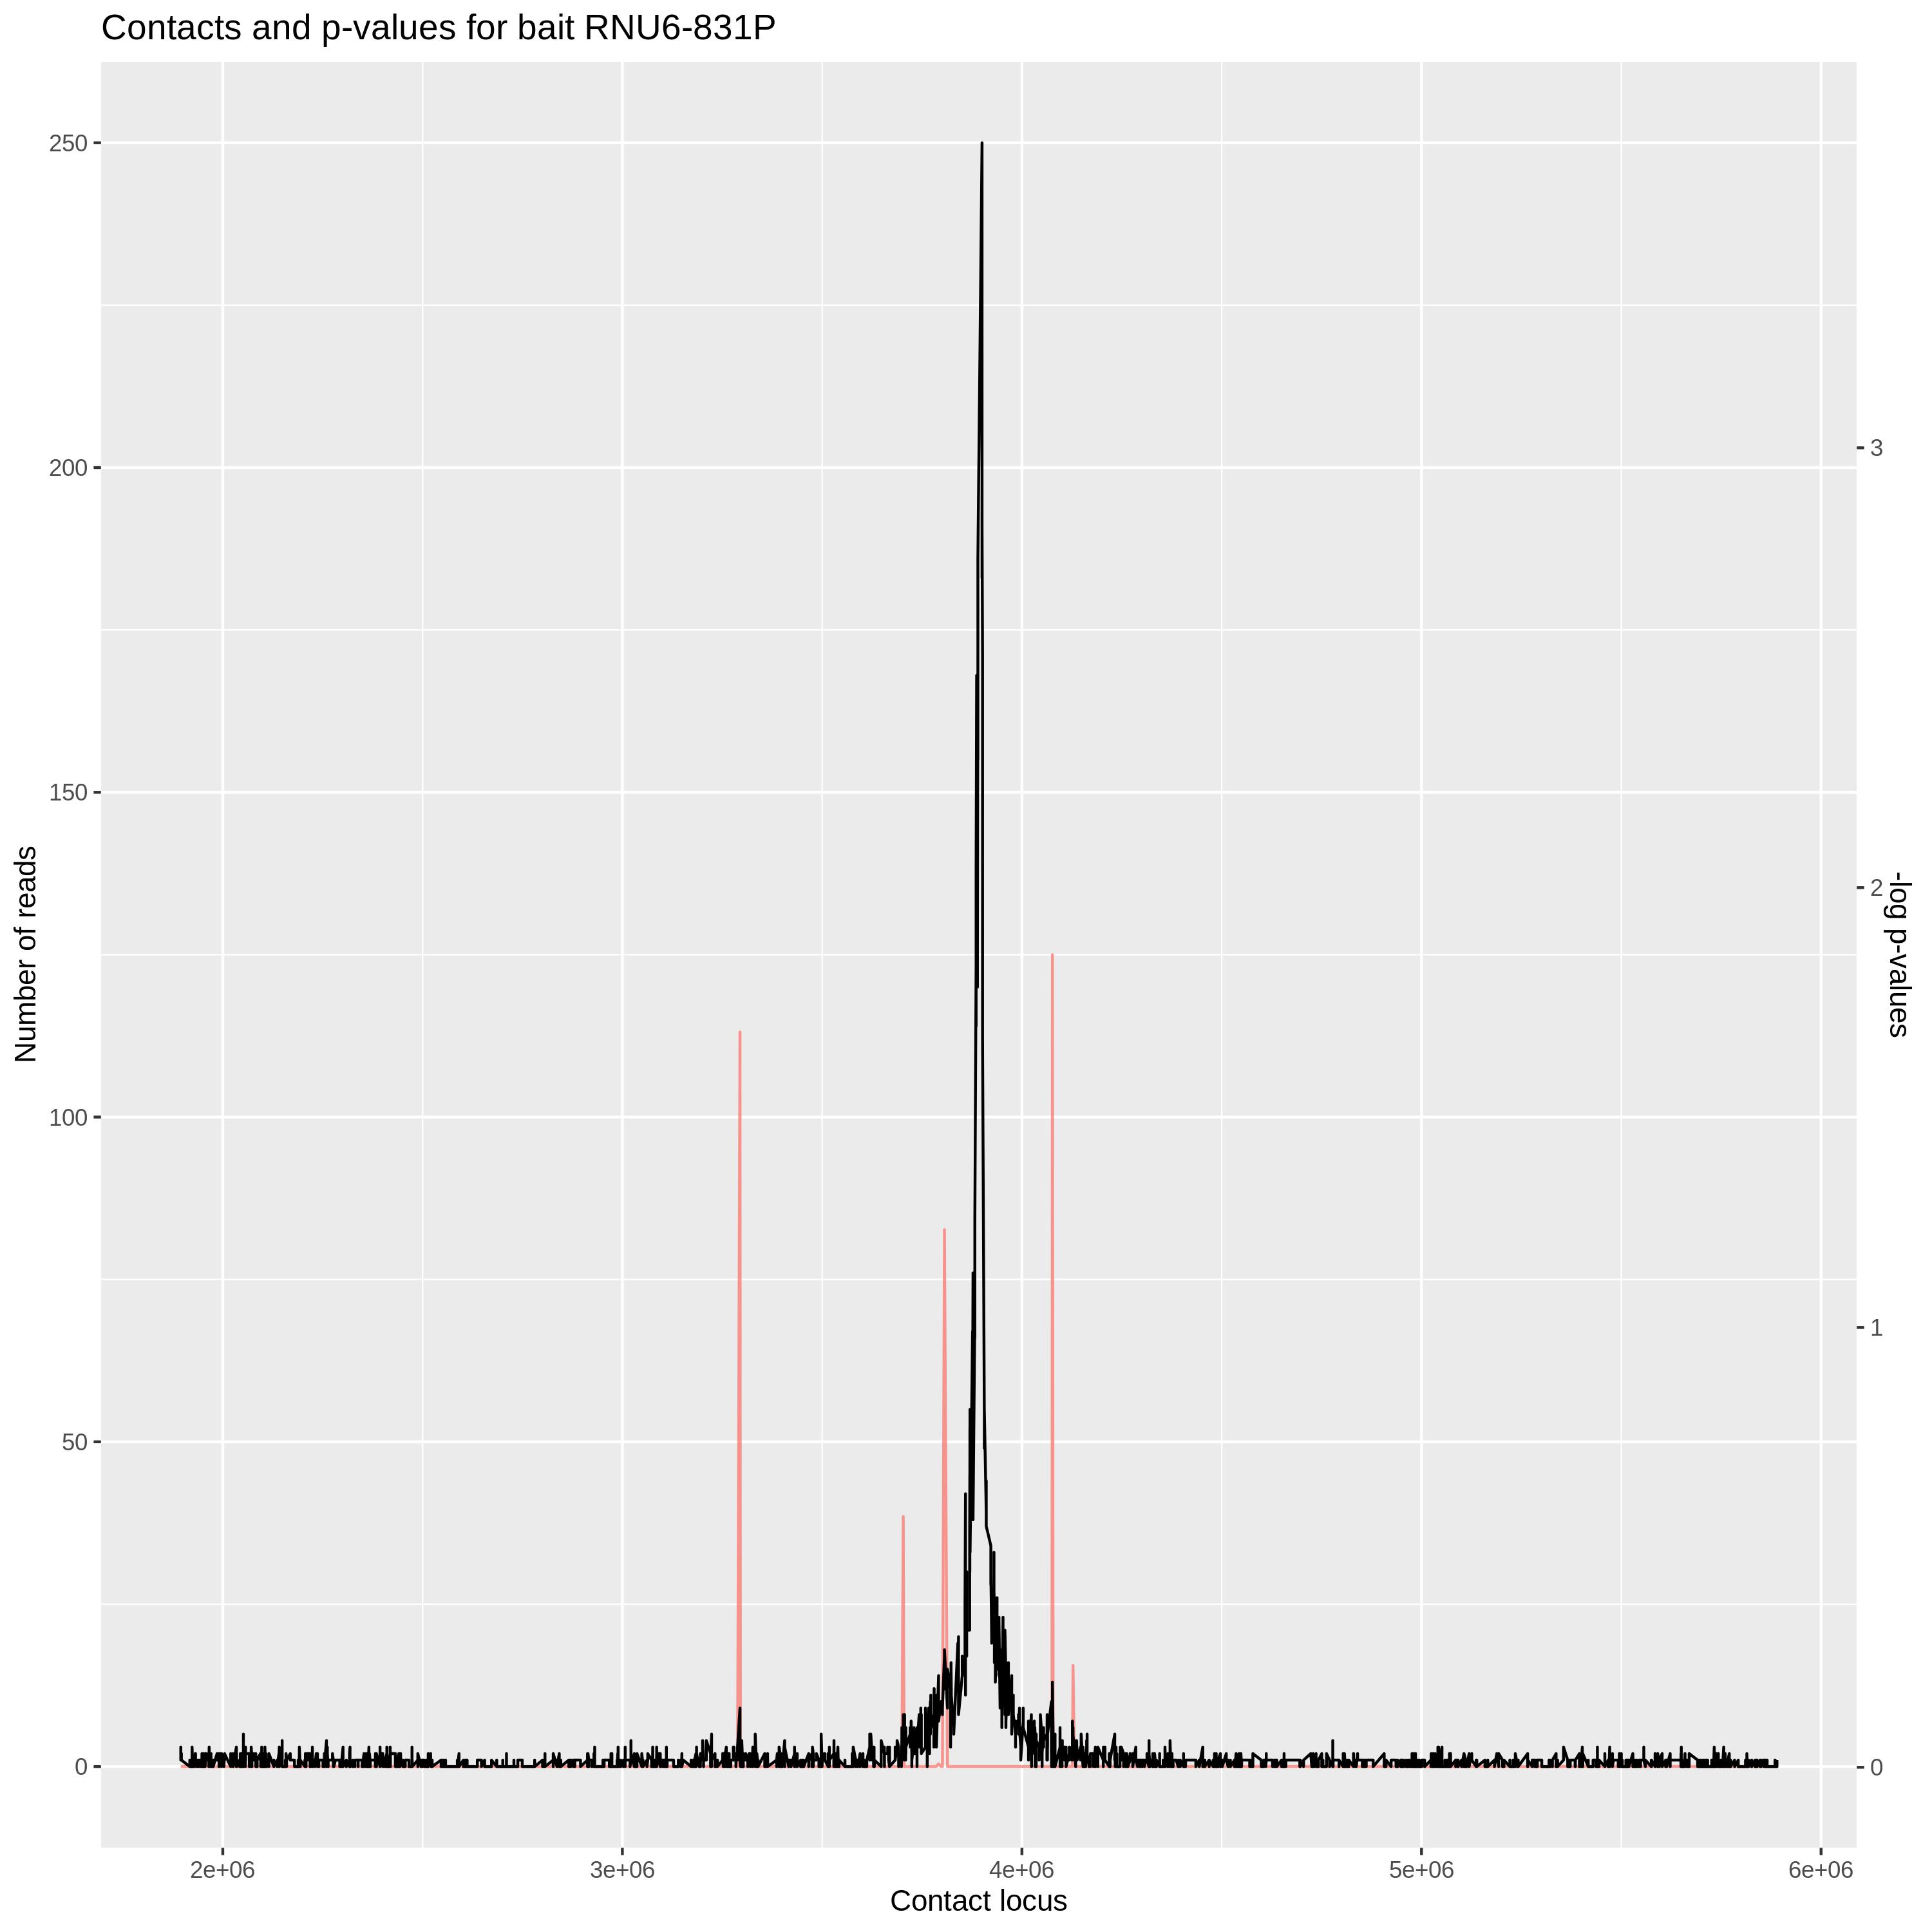 Contacts and p-values for bait RNU6-831P
250
200
150
100
50
0
Number of reads
3
2
1
0
-log p-values
2e+06
3e+06
4e+06
5e+06
6e+06
Contact locus